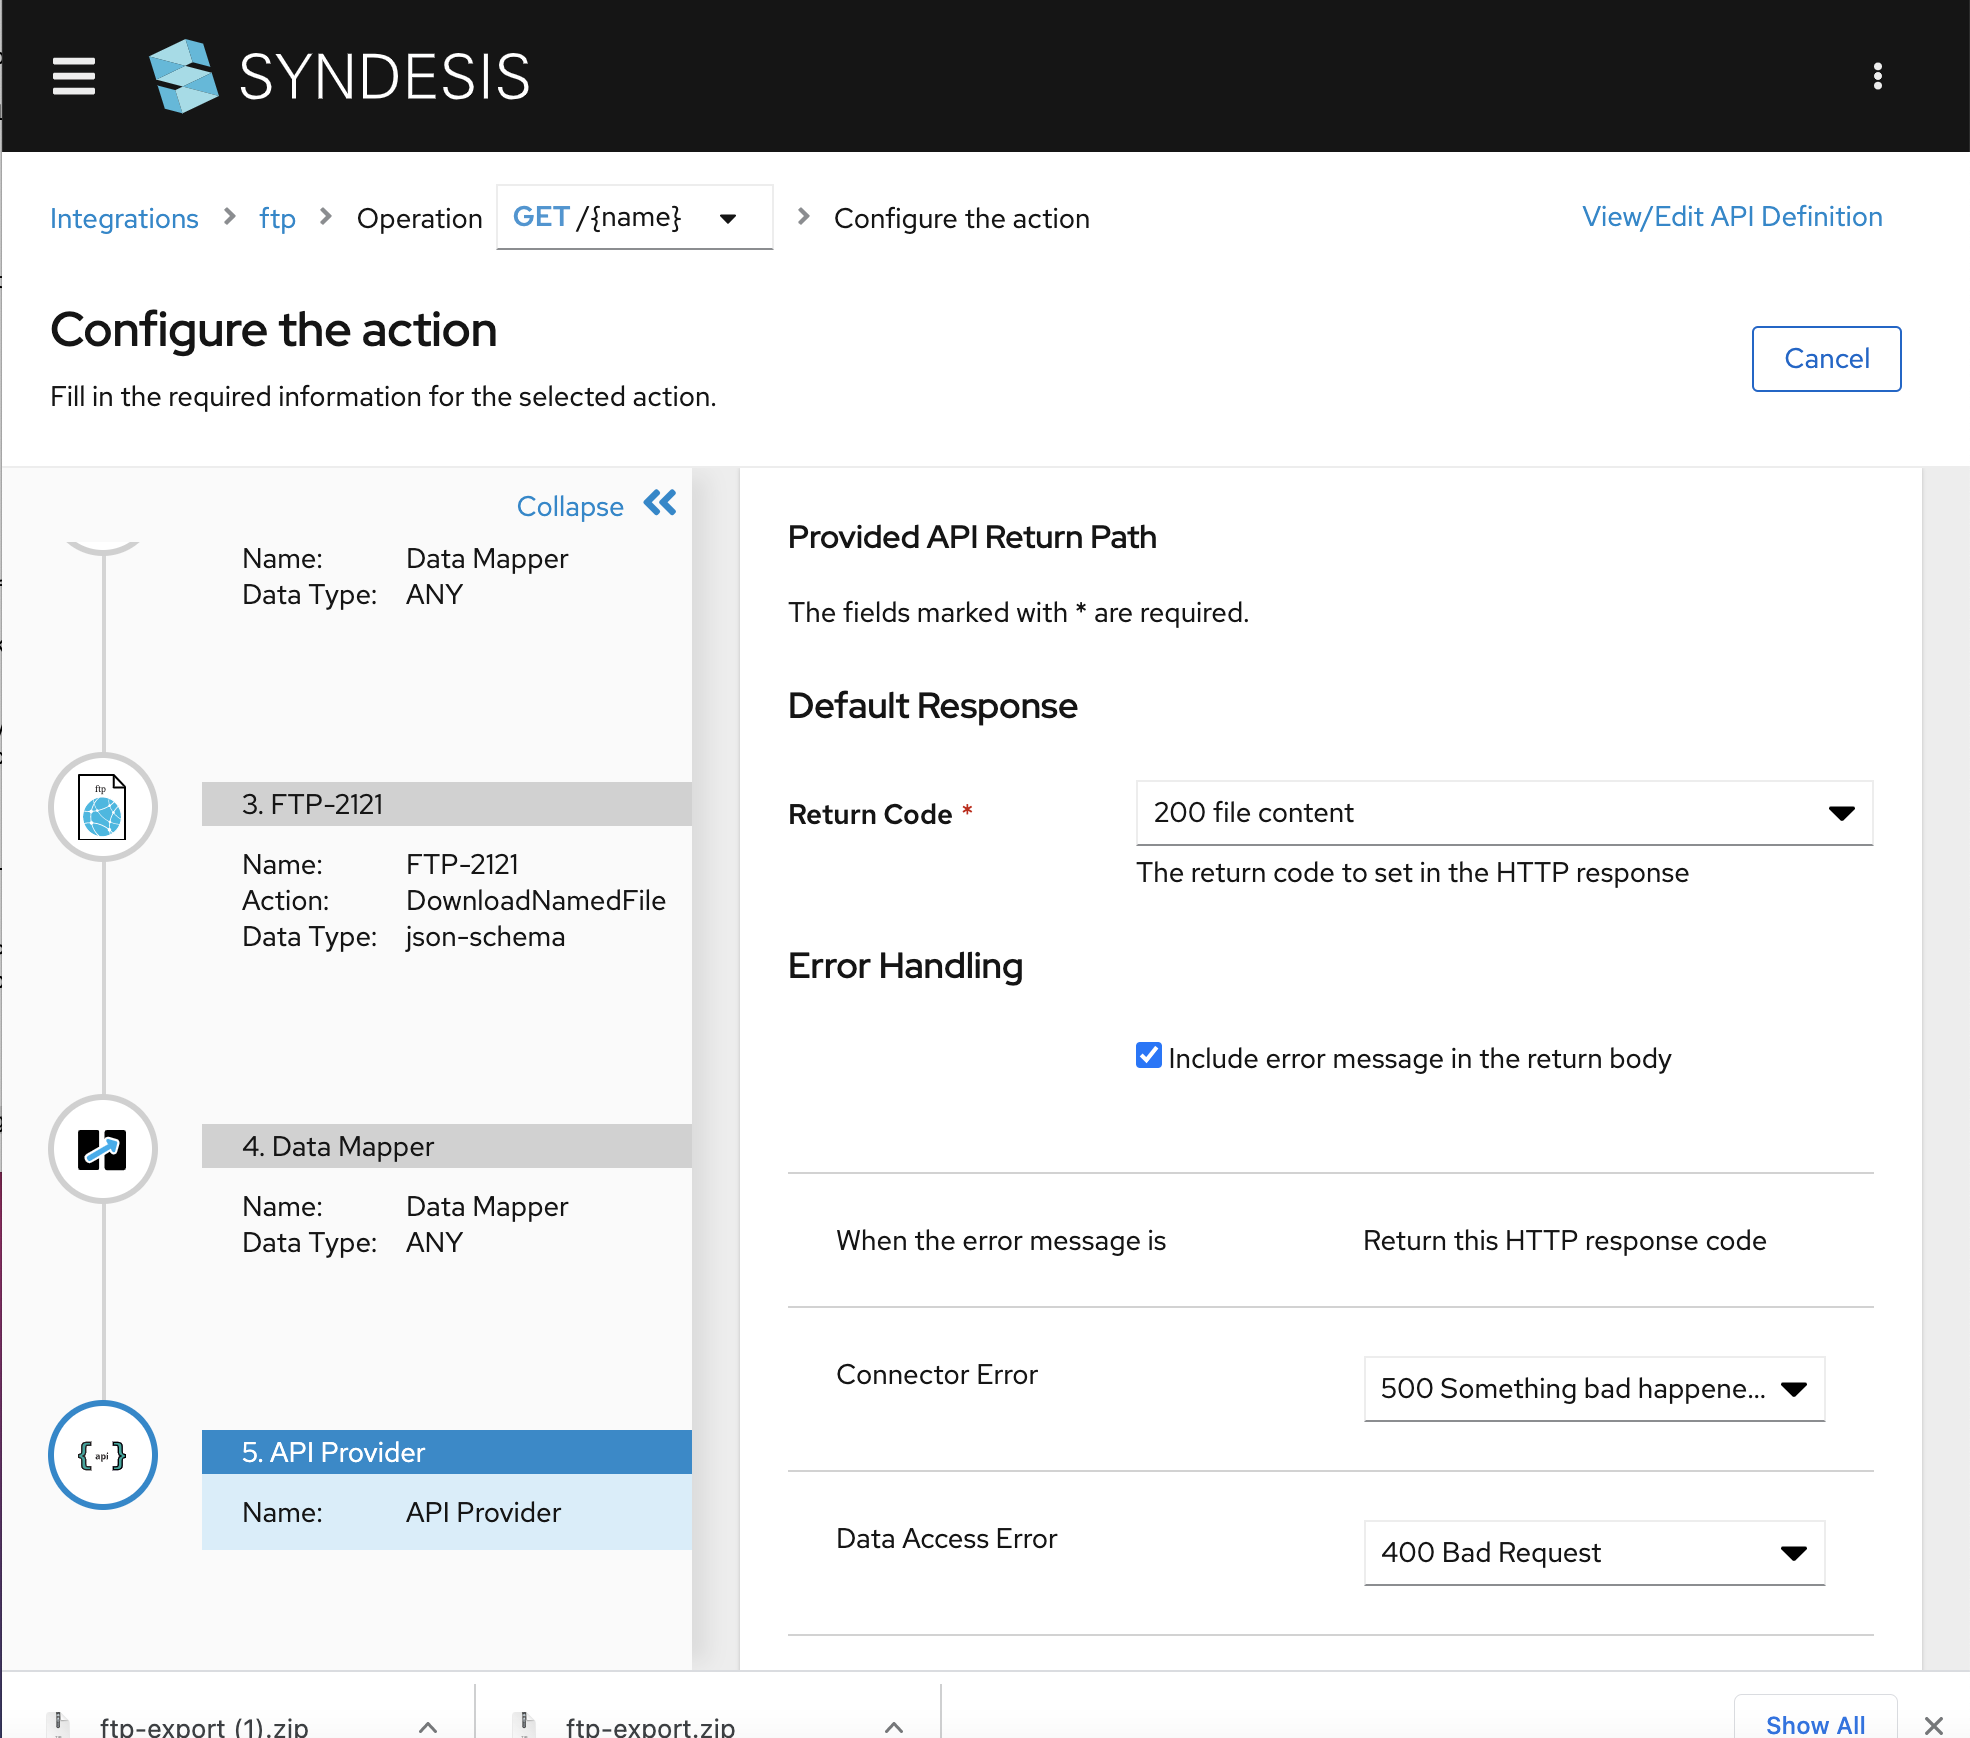 SYNDESIS
Integrations > ftp > Operation GET /{name} > Configure the action
View/Edit API Definition
Configure the action
Fill in the required information for the selected action.
Cancel
Collapse
Name: Data Mapper
Data Type: ANY
ftp
3. FTP-2121
Name: FTP-2121
Action: DownloadNamedFile
Data Type: json-schema
4. Data Mapper
Name: Data Mapper
Data Type: ANY
{api}
5. API Provider
Name: API Provider
Provided API Return Path
The fields marked with * are required.
Default Response
Return Code *
200 file content
The return code to set in the HTTP response
Error Handling
Include error message in the return body
When the error message is
Return this HTTP response code
Connector Error
500 Something bad happene...
Data Access Error
400 Bad Request
ftp-export (1).zip
ftp-export.zip
Show All